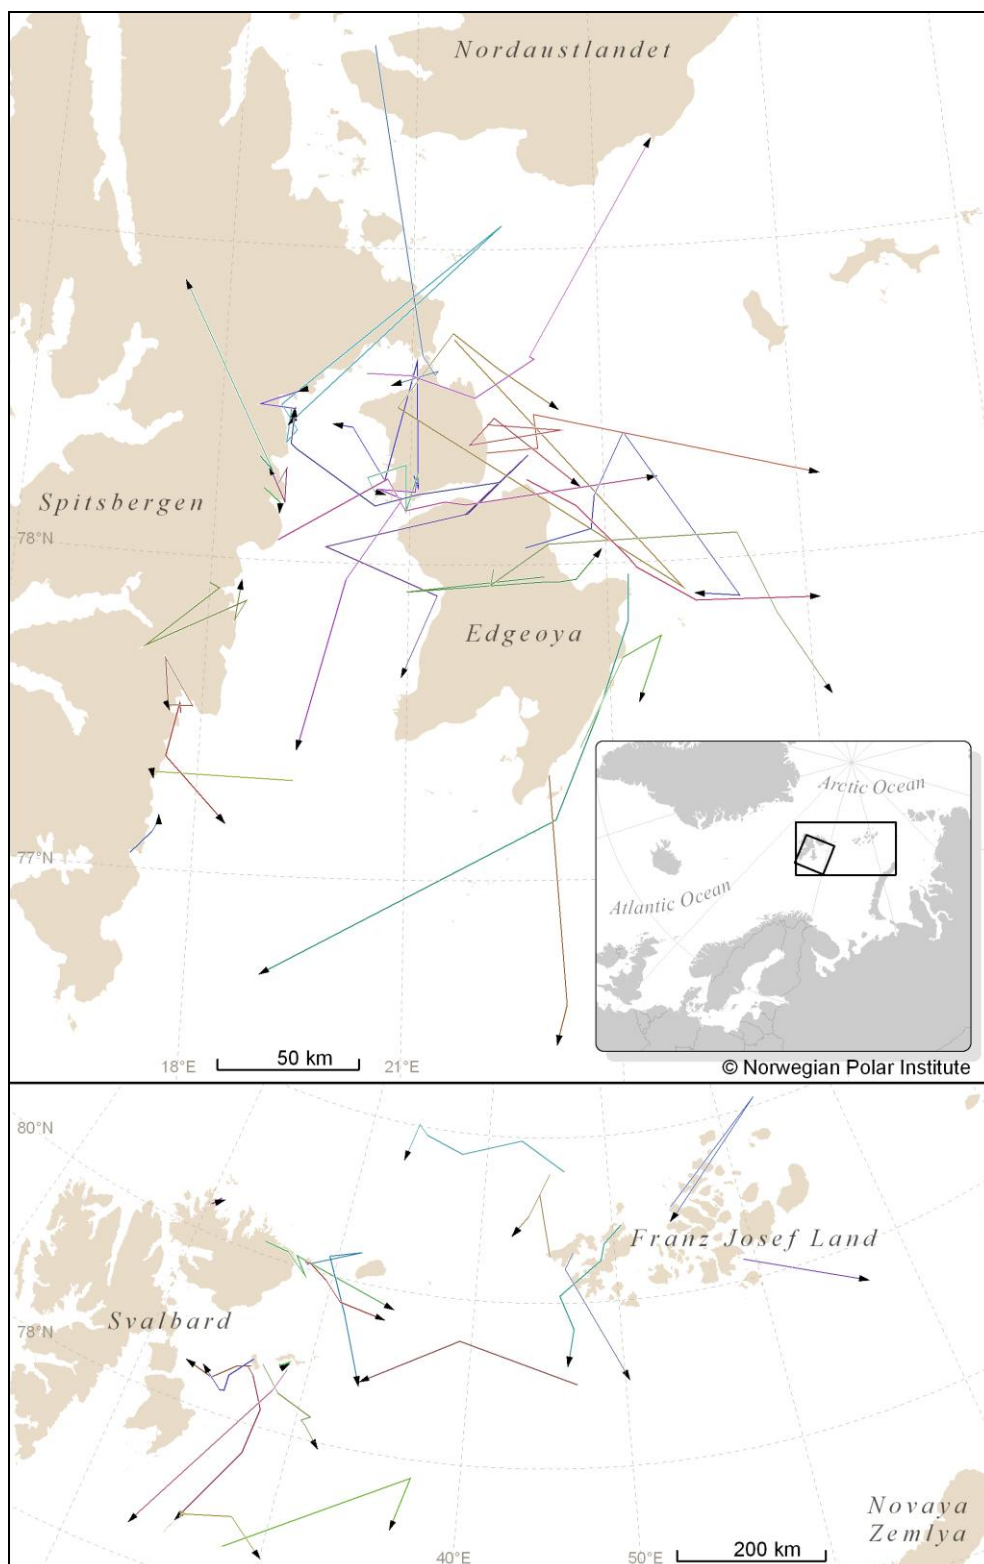 Nordaustlandet
Spitsbergen
78°N
Edgeoya
Arctic Ocean
Atlantic Ocean
77°N
18°E
50 km
21°E
© Norwegian Polar Institute
80°N
Franz Josef Land
Svalbard
78°N
Novaya
Zemlya
40°E
50°E
200 km